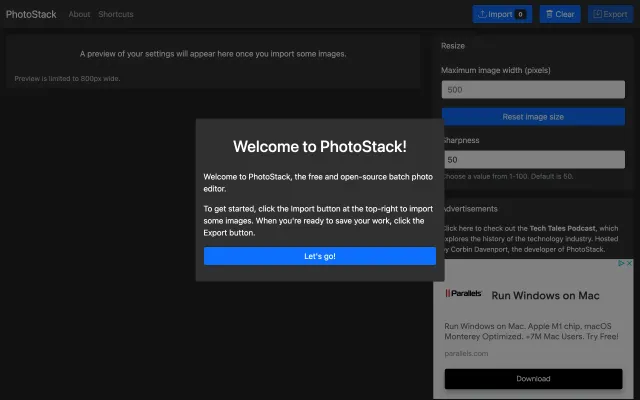 PhotoStack
About
Shortcuts
Import 0
Clear
Export
A preview of your settings will appear here once you import some images.
Preview is limited to 800px wide.
Resize
Maximum image width (pixels)
500
Reset image size
Sharpness
50
Choose a value from 1-100. Default is 50.
Advertisements
Click here to check out the Tech Tales Podcast, which
explores the history of the technology industry. Hosted
by Corbin Davenport, the developer of PhotoStack.
Welcome to PhotoStack!
Welcome to PhotoStack, the free and open-source batch photo
editor.
To get started, click the Import button at the top-right to import
some images. When you're ready to save your work, click the
Export button.
Let's go!
Parallels
Run Windows on Mac
Run Windows on Mac. Apple M1 chip, macOS
Monterey Optimized. +7M Mac Users. Try Free!
parallels.com
Download